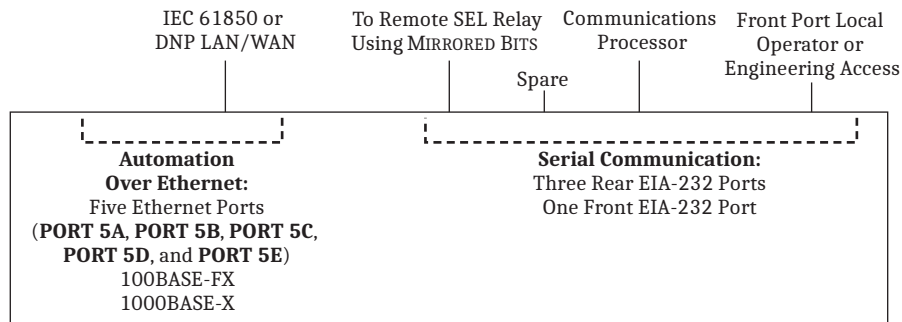 IEC 61850 or
DNP LAN/WAN
To Remote SEL Relay
Using MIRRORED BITS
Spare
Communications
Processor
Front Port Local
Operator or
Engineering Access
Automation
Over Ethernet:
Five Ethernet Ports
(PORT 5A, PORT 5B, PORT 5C,
PORT 5D, and PORT 5E)
100BASE-FX
1000BASE-X
Serial Communication:
Three Rear EIA-232 Ports
One Front EIA-232 Port